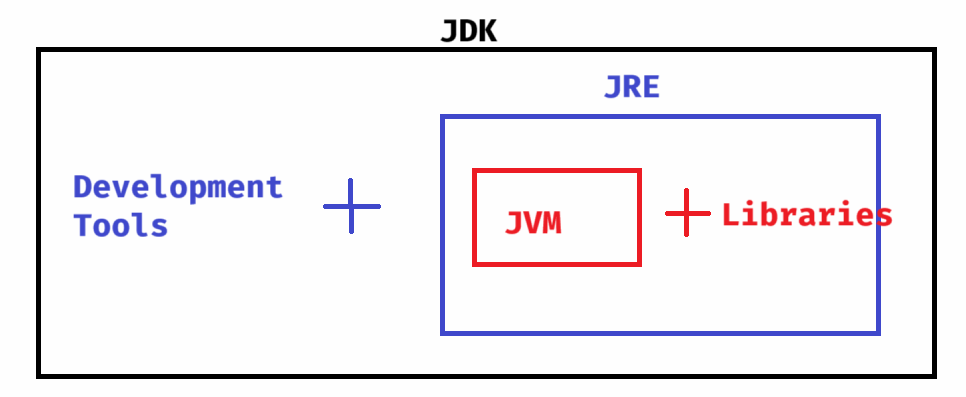 JDK
JRE
Development
Tools
JVM
Libraries